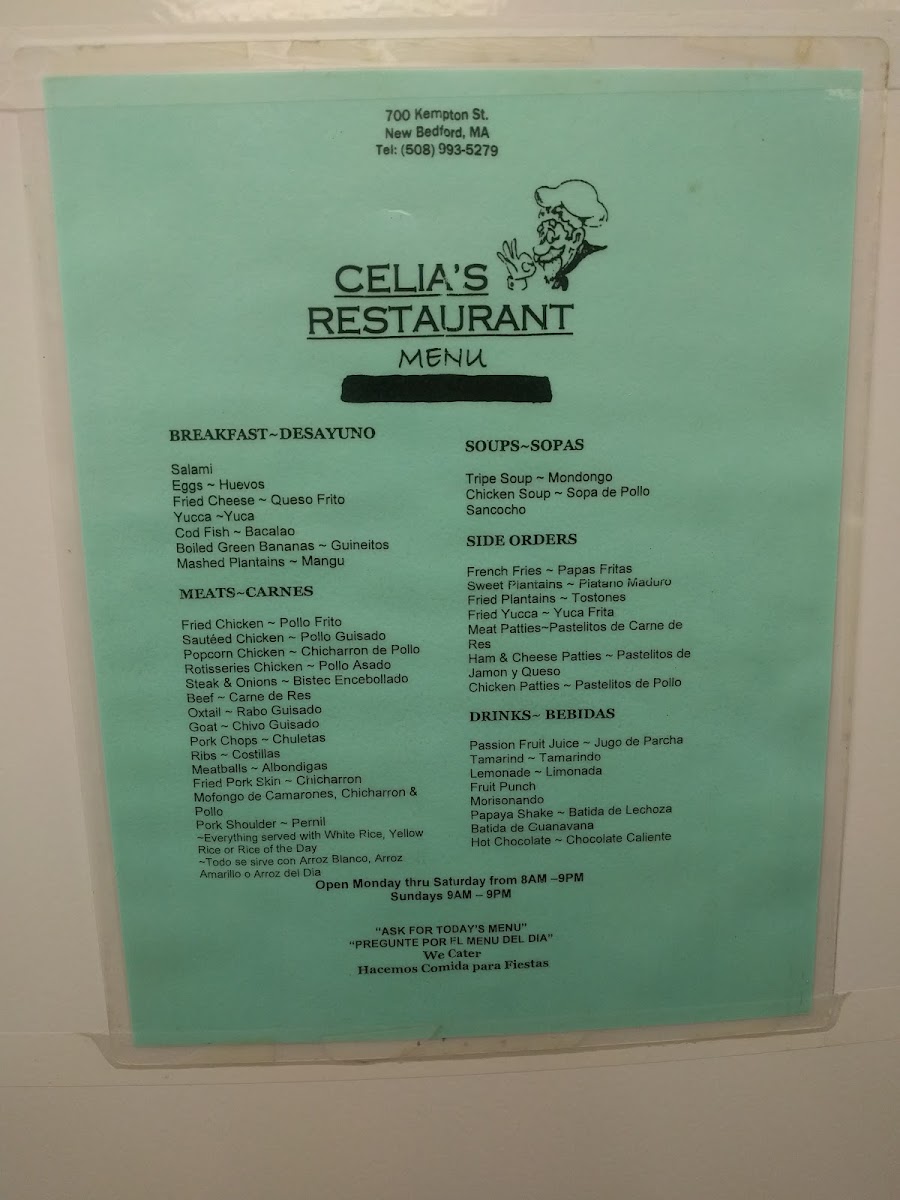 700 Kempton St.
New Bedford, MA
Tel: (508) 993-5279
CELIA'S
RESTAURANT
MENU
BREAKFAST~DESAYUNO
Salami
Eggs ~ Huevos
Fried Cheese ~ Queso Frito
Yucca ~Yuca
Cod Fish ~ Bacalao
Boiled Green Bananas ~ Guineitos
Mashed Plantains ~ Mangu
MEATS~CARNES
Fried Chicken ~ Pollo Frito
Sautéed Chicken ~ Pollo Guisado
Popcorn Chicken ~ Chicharron de Pollo
Rotisseries Chicken ~ Pollo Asado
Steak & Onions ~ Bistec Encebollado
Beef ~ Carne de Res
Oxtail ~ Rabo Guisado
Goat ~ Chivo Guisado
Pork Chops ~ Chuletas
Ribs ~ Costillas
Meatballs ~ Albondigas
Fried Pork Skin ~ Chicharron
Mofongo de Camarones, Chicharron &
Pollo
Pork Shoulder ~ Pernil
~Everything served with White Rice, Yellow
Rice or Rice of the Day
~Todo se sirve con Arroz Blanco, Arroz
Amarillo o Arroz del Dia
SOUPS~SOPAS
Tripe Soup ~ Mondongo
Chicken Soup ~ Sopa de Pollo
Sancocho
SIDE ORDERS
French Fries ~ Papas Fritas
Sweet Plantains ~ Platano Maduro
Fried Plantains ~ Tostones
Fried Yucca ~ Yuca Frita
Meat Patties~Pastelitos de Carne de
Res
Ham & Cheese Patties ~ Pastelitos de
Jamon y Queso
Chicken Patties ~ Pastelitos de Pollo
DRINKS~ BEBIDAS
Passion Fruit Juice ~ Jugo de Parcha
Tamarind ~ Tamarindo
Lemonade ~ Limonada
Fruit Punch
Morisonando
Papaya Shake ~ Batida de Lechoza
Batida de Guanavana
Hot Chocolate ~ Chocolate Caliente
Open Monday thru Saturday from 8AM –9PM
Sundays 9AM – 9PM
"ASK FOR TODAY'S MENU"
"PREGUNTE POR EL MENU DEL DIA"
We Cater
Hacemos Comida para Fiestas